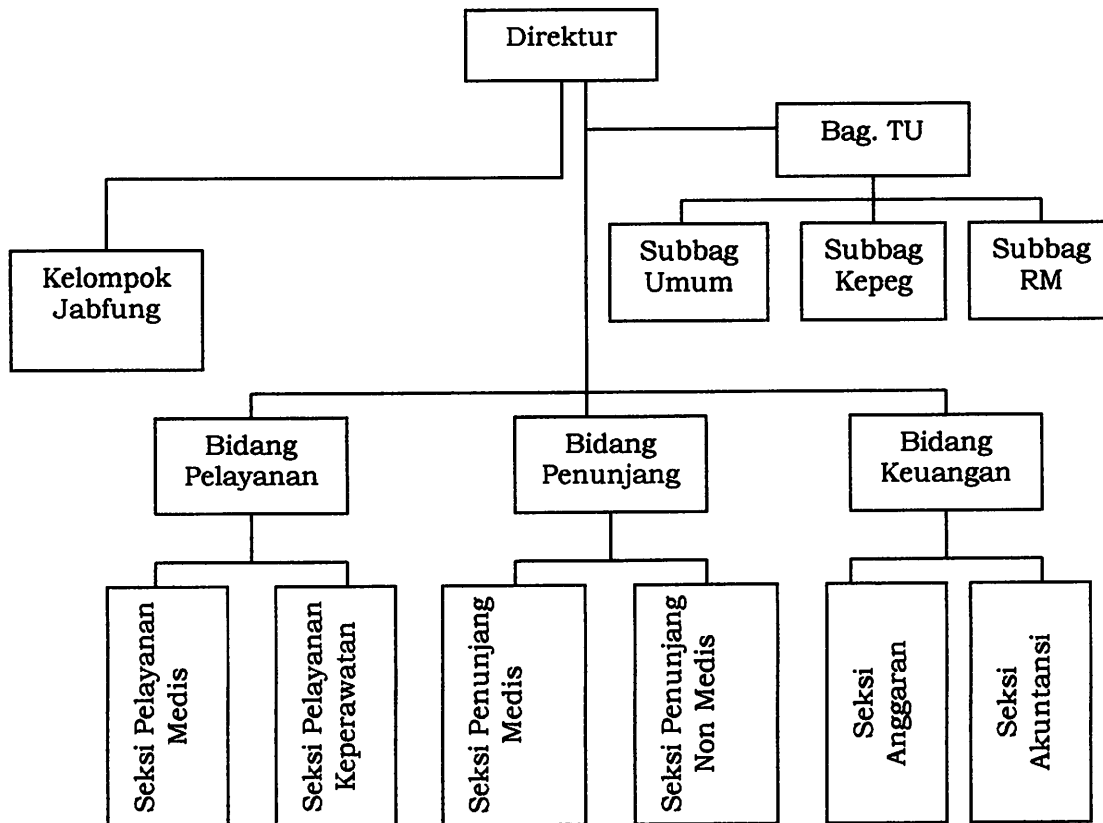 Direktur
Bag. TU
Kelompok
Jabfung
Subbag
Umum
Subbag
Kepeg
Subbag
RM
Bidang
Pelayanan
Bidang
Penunjang
Bidang
Keuangan
Seksi Pelayanan
Medis
Seksi Pelayanan
Keperawatan
Seksi Penunjang
Medis
Seksi Penunjang
Non Medis
Seksi
Anggaran
Seksi
Akuntansi